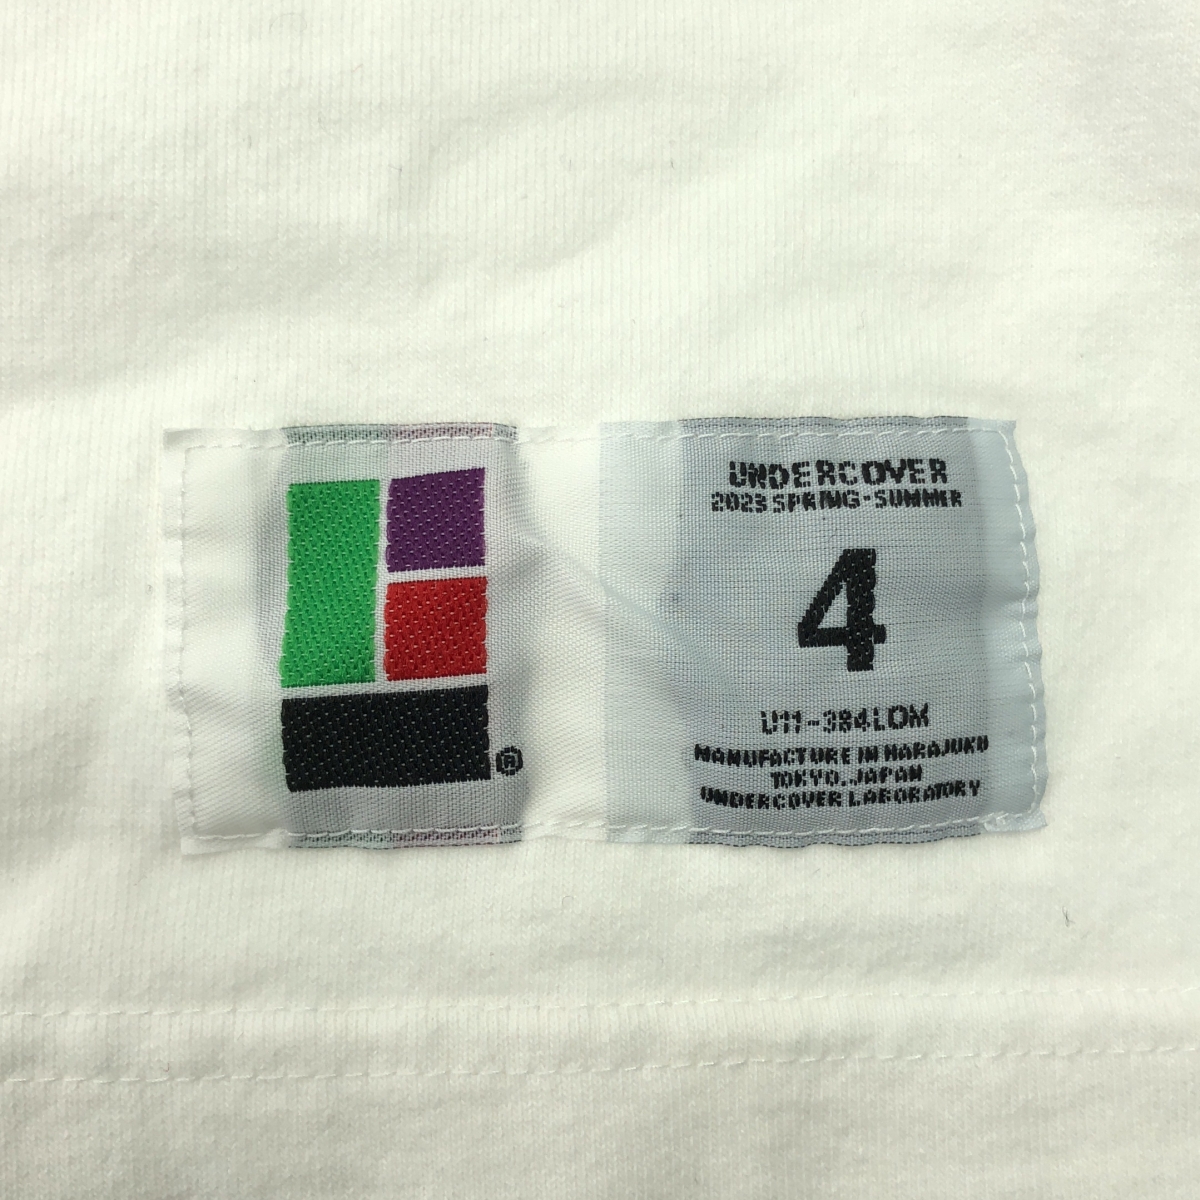 ®
UNDERCOVER
2023 SPRING-SUMMER
4
U11-384LOM
MANUFACTURE IN HARAJUKU
TOKYO.JAPAN
UNDERCOVER LABORATORY